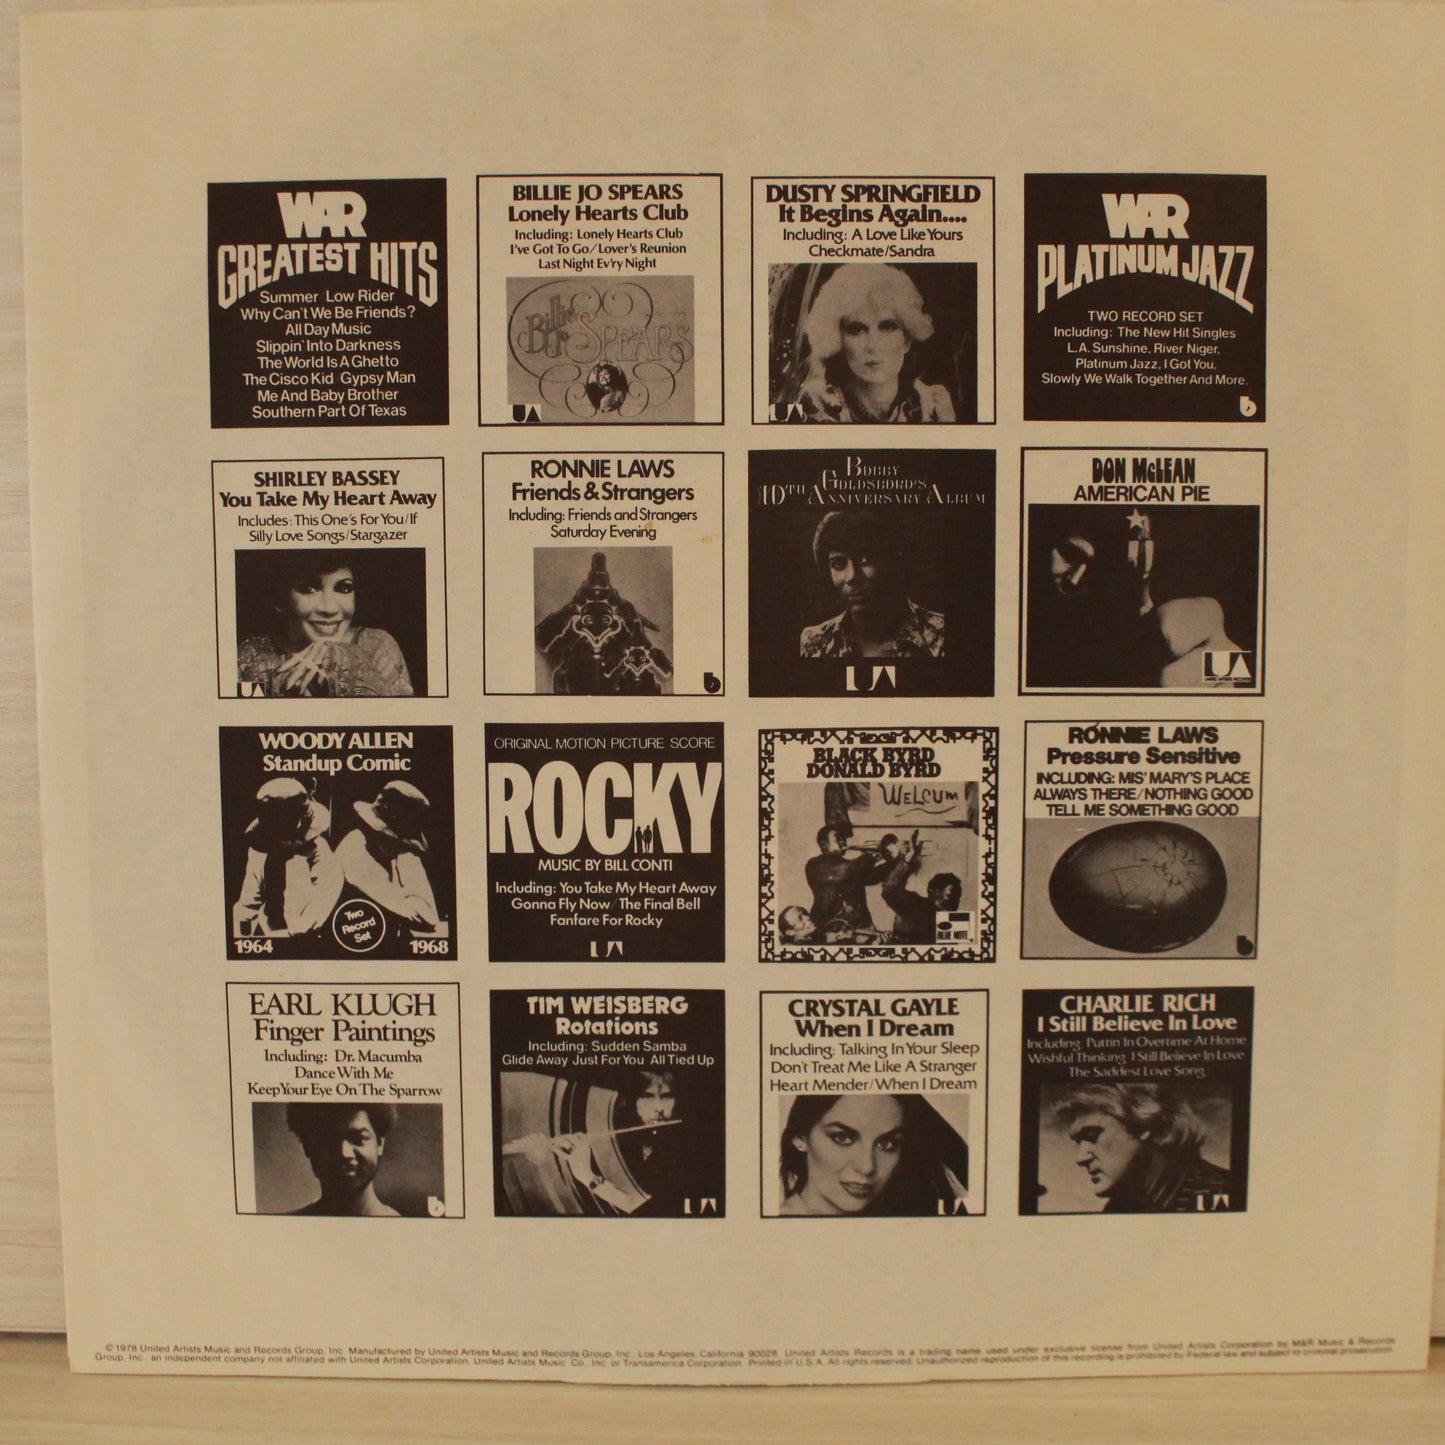 WAR
GREATEST HITS
Summer Low Rider
Why Can't We Be Friends?
All Day Music
Slippin' Into Darkness
The World Is A Ghetto
The Cisco Kid Gypsy Man
Me And Baby Brother
Southern Part Of Texas
BILLIE JO SPEARS
Lonely Hearts Club
Including: Lonely Hearts Club
I've Got To Go/Lover's Reunion
Last Night Ev'ry Night
Billie
Jo SPEARS
UA
DUSTY SPRINGFIELD
It Begins Again....
Including: A Love Like Yours
Checkmate/Sandra
UA
WAR
PLATINUM JAZZ
TWO RECORD SET
Including: The New Hit Singles
L.A. Sunshine, River Niger,
Platinum Jazz, I Got You,
Slowly We Walk Together And More.
b
SHIRLEY BASSEY
You Take My Heart Away
Includes: This One's For You/If
Silly Love Songs/Stargazer
UA
RONNIE LAWS
Friends & Strangers
Including: Friends and Strangers
Saturday Evening
b
BOBBY
GOLDSBORO'S
10TH ANNIVERSARY ALBUM
UA
DON McLEAN
AMERICAN PIE
UA
UNITED ARTISTS RECORDS
WOODY ALLEN
Standup Comic
Two
Record
Set
1964
1968
ORIGINAL MOTION PICTURE SCORE
ROCKY
MUSIC BY BILL CONTI
Including: You Take My Heart Away
Gonna Fly Now/The Final Bell
Fanfare For Rocky
UA
BLACK BYRD
DONALD BYRD
WELCUM
BLUE NOTE
RONNIE LAWS
Pressure Sensitive
INCLUDING: MIS' MARY'S PLACE
ALWAYS THERE/NOTHING GOOD
TELL ME SOMETHING GOOD
b
EARL KLUGH
Finger Paintings
Including: Dr. Macumba
Dance With Me
Keep Your Eye On The Sparrow
b
TIM WEISBERG
Rotations
Including: Sudden Samba
Glide Away Just For You All Tied Up
UA
CRYSTAL GAYLE
When I Dream
Including: Talking In Your Sleep
Don't Treat Me Like A Stranger
Heart Mender/When I Dream
UA
CHARLIE RICH
I Still Believe In Love
Including: Puttin In Overtime At Home
Wishful Thinking I Still Believe In Love
The Saddest Love Song
UA
©1978 United Artists Music and Records Group, Inc. Manufactured by United Artists Music and Records Group, Inc., Los Angeles, California 90028. United Artists Records is a trading name used under exclusive license from United Artists Corporation by M&R Music & Records
Group, Inc., an independent company not affiliated with United Artists Corporation, United Artists Music Co., Inc. or Transamerica Corporation. Printed in U.S.A. All rights reserved. Unauthorized reproduction of this recording is prohibited by Federal law and subject to criminal prosecution.